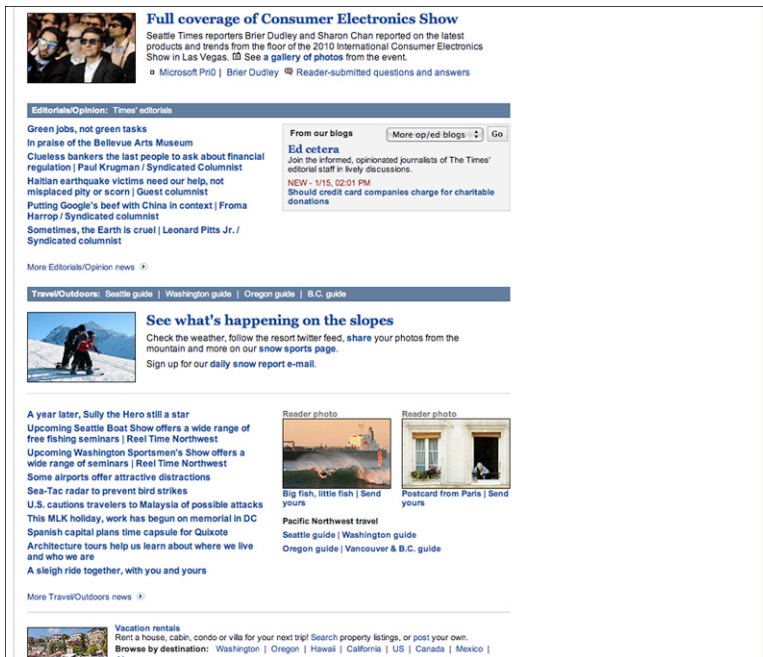 Full coverage of Consumer Electronics Show
Seattle Times reporters Brier Dudley and Sharon Chan reported on the latest
products and trends from the floor of the 2010 International Consumer Electronics
Show in Las Vegas. See a gallery of photos from the event.
Microsoft Pri0 | Brier Dudley Reader-submitted questions and answers
Editorials/Opinion: Times' editorials
Green jobs, not green tasks
In praise of the Bellevue Arts Museum
Clueless bankers the last people to ask about financial
regulation | Paul Krugman / Syndicated Columnist
Haitian earthquake victims need our help, not
misplaced pity or scorn | Guest columnist
Putting Google's beef with China in context | Froma
Harrop / Syndicated columnist
Sometimes, the Earth is cruel | Leonard Pitts Jr. /
Syndicated columnist
More Editorials/Opinion news
From our blogs
More op/ed blogs
Go
Ed cetera
Join the informed, opinionated journalists of The Times'
editorial staff in lively discussions.
NEW - 1/15, 02:01 PM
Should credit card companies charge for charitable
donations
Travel/Outdoors: Seattle guide | Washington guide | Oregon guide | B.C. guide
See what's happening on the slopes
Check the weather, follow the resort twitter feed, share your photos from the
mountain and more on our snow sports page.
Sign up for our daily snow report e-mail.
A year later, Sully the Hero still a star
Upcoming Seattle Boat Show offers a wide range of
free fishing seminars | Reel Time Northwest
Upcoming Washington Sportsmen's Show offers a
wide range of seminars | Reel Time Northwest
Some airports offer attractive distractions
Sea-Tac radar to prevent bird strikes
U.S. cautions travelers to Malaysia of possible attacks
This MLK holiday, work has begun on memorial in DC
Spanish capital plans time capsule for Quixote
Architecture tours help us learn about where we live
and who we are
A sleigh ride together, with you and yours
More Travel/Outdoors news
Reader photo
Big fish, little fish | Send
yours
Reader photo
Postcard from Paris | Send
yours
Pacific Northwest travel
Seattle guide | Washington guide
Oregon guide | Vancouver & B.C. guide
Vacation rentals
Rent a house, cabin, condo or villa for your next trip! Search property listings, or post your own.
Browse by destination: Washington | Oregon | Hawaii | California | US | Canada | Mexico |